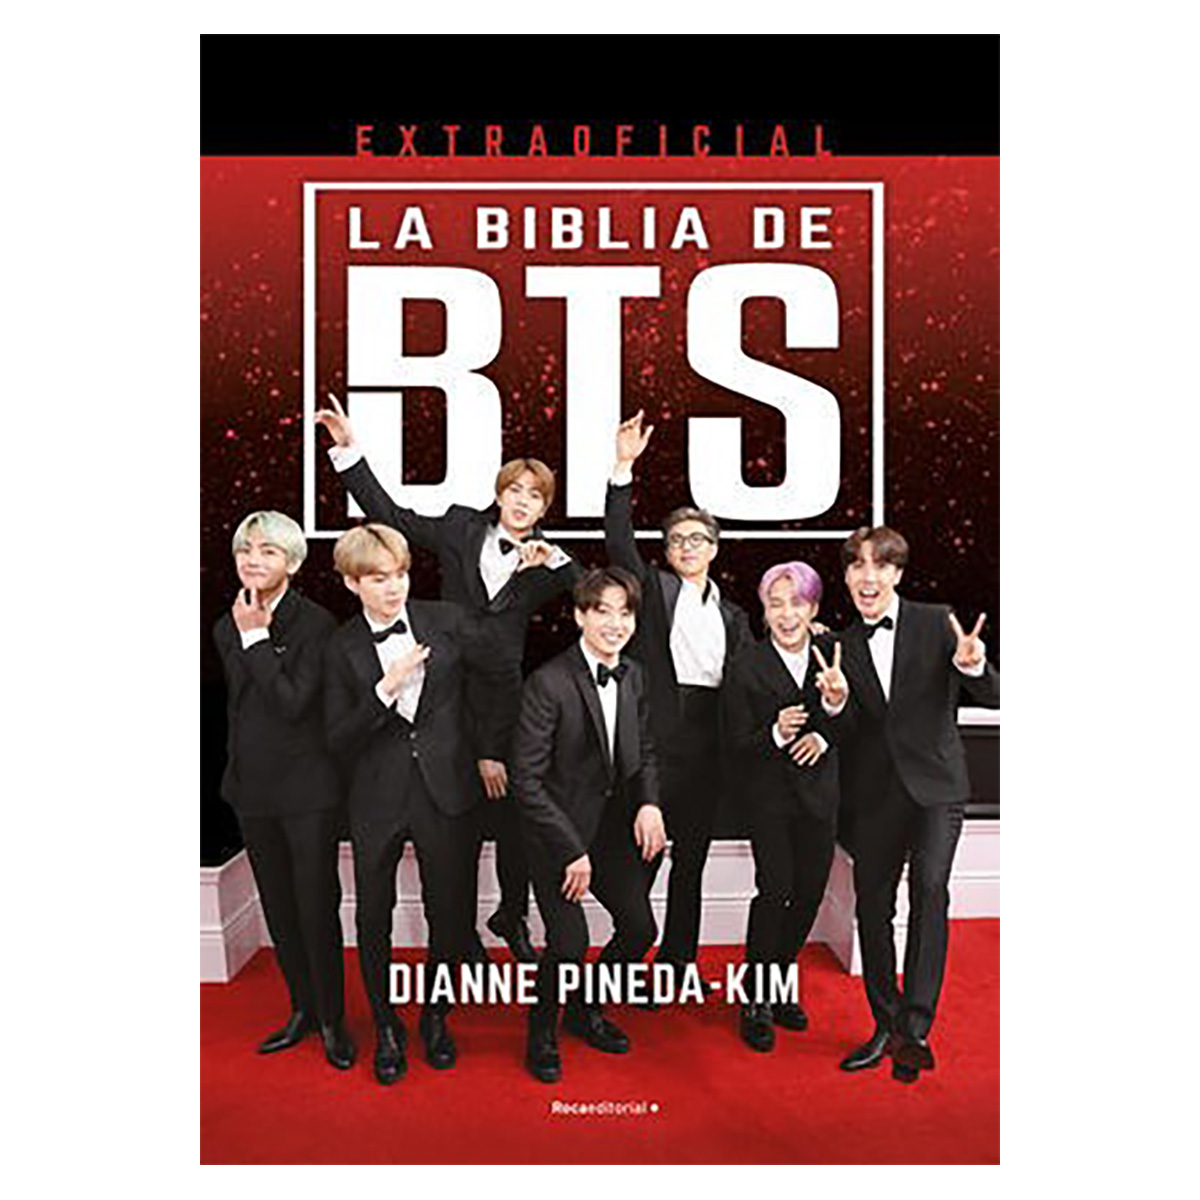 EXTRAOFICIAL
LA BIBLIA DE
BTS
DIANNE PINEDA-KIM
Rocaeditorial